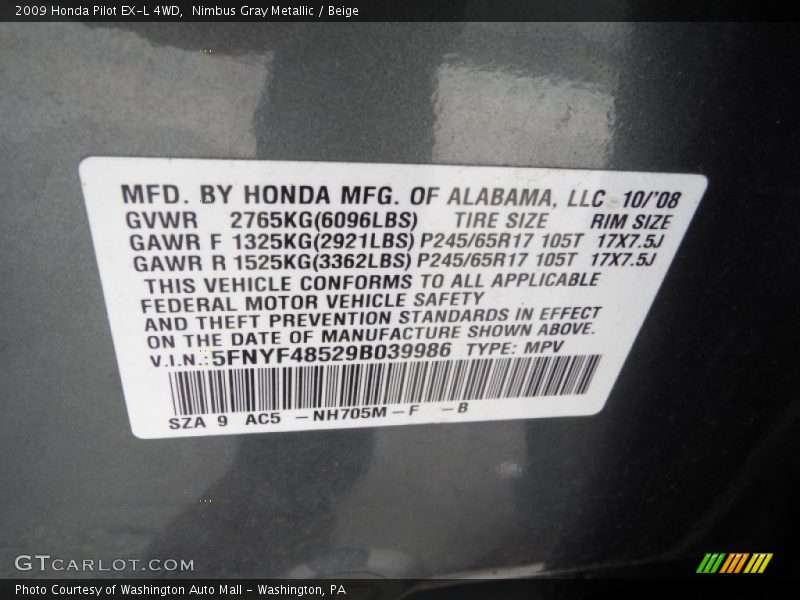 2009 Honda Pilot EX-L 4WD, Nimbus Gray Metallic / Beige
MFD. BY HONDA MFG. OF ALABAMA, LLC 10/'08
GVWR 2765KG(6096LBS) TIRE SIZE RIM SIZE
GAWR F 1325KG(2921LBS) P245/65R17 105T 17X7.5J
GAWR R 1525KG(3362LBS) P245/65R17 105T 17X7.5J
THIS VEHICLE CONFORMS TO ALL APPLICABLE
FEDERAL MOTOR VEHICLE SAFETY
AND THEFT PREVENTION STANDARDS IN EFFECT
ON THE DATE OF MANUFACTURE SHOWN ABOVE.
V.I.N.:5FNYF48529B039986 TYPE: MPV
SZA 9 AC5 -NH705M-F -B
GTcarlot.com
Photo Courtesy of Washington Auto Mall - Washington, PA